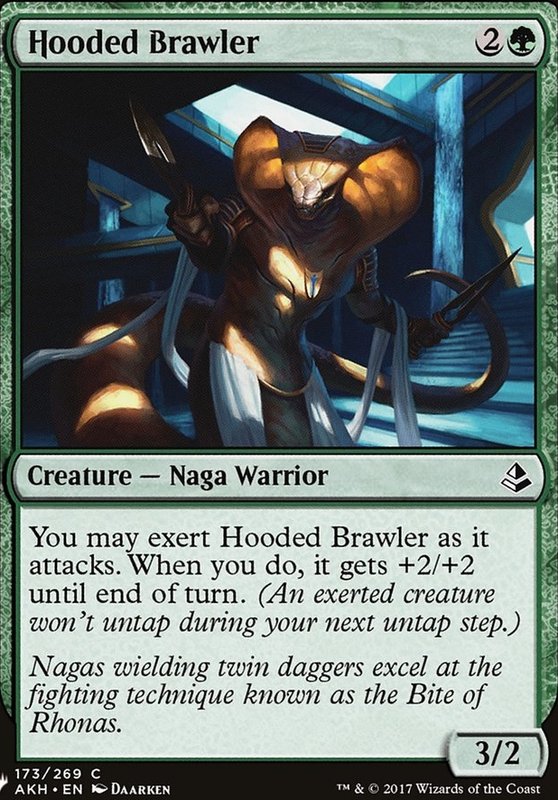 Hooded Brawler 2
Creature — Naga Warrior
You may exert Hooded Brawler as it
attacks. When you do, it gets +2/+2
until end of turn. (An exerted creature
won't untap during your next untap step.)
Nagas wielding twin daggers excel at the
fighting technique known as the Bite of
Rhonas.
3/2
173/269 C
AKH • EN DAARKEN ™ & © 2017 Wizards of the Coast